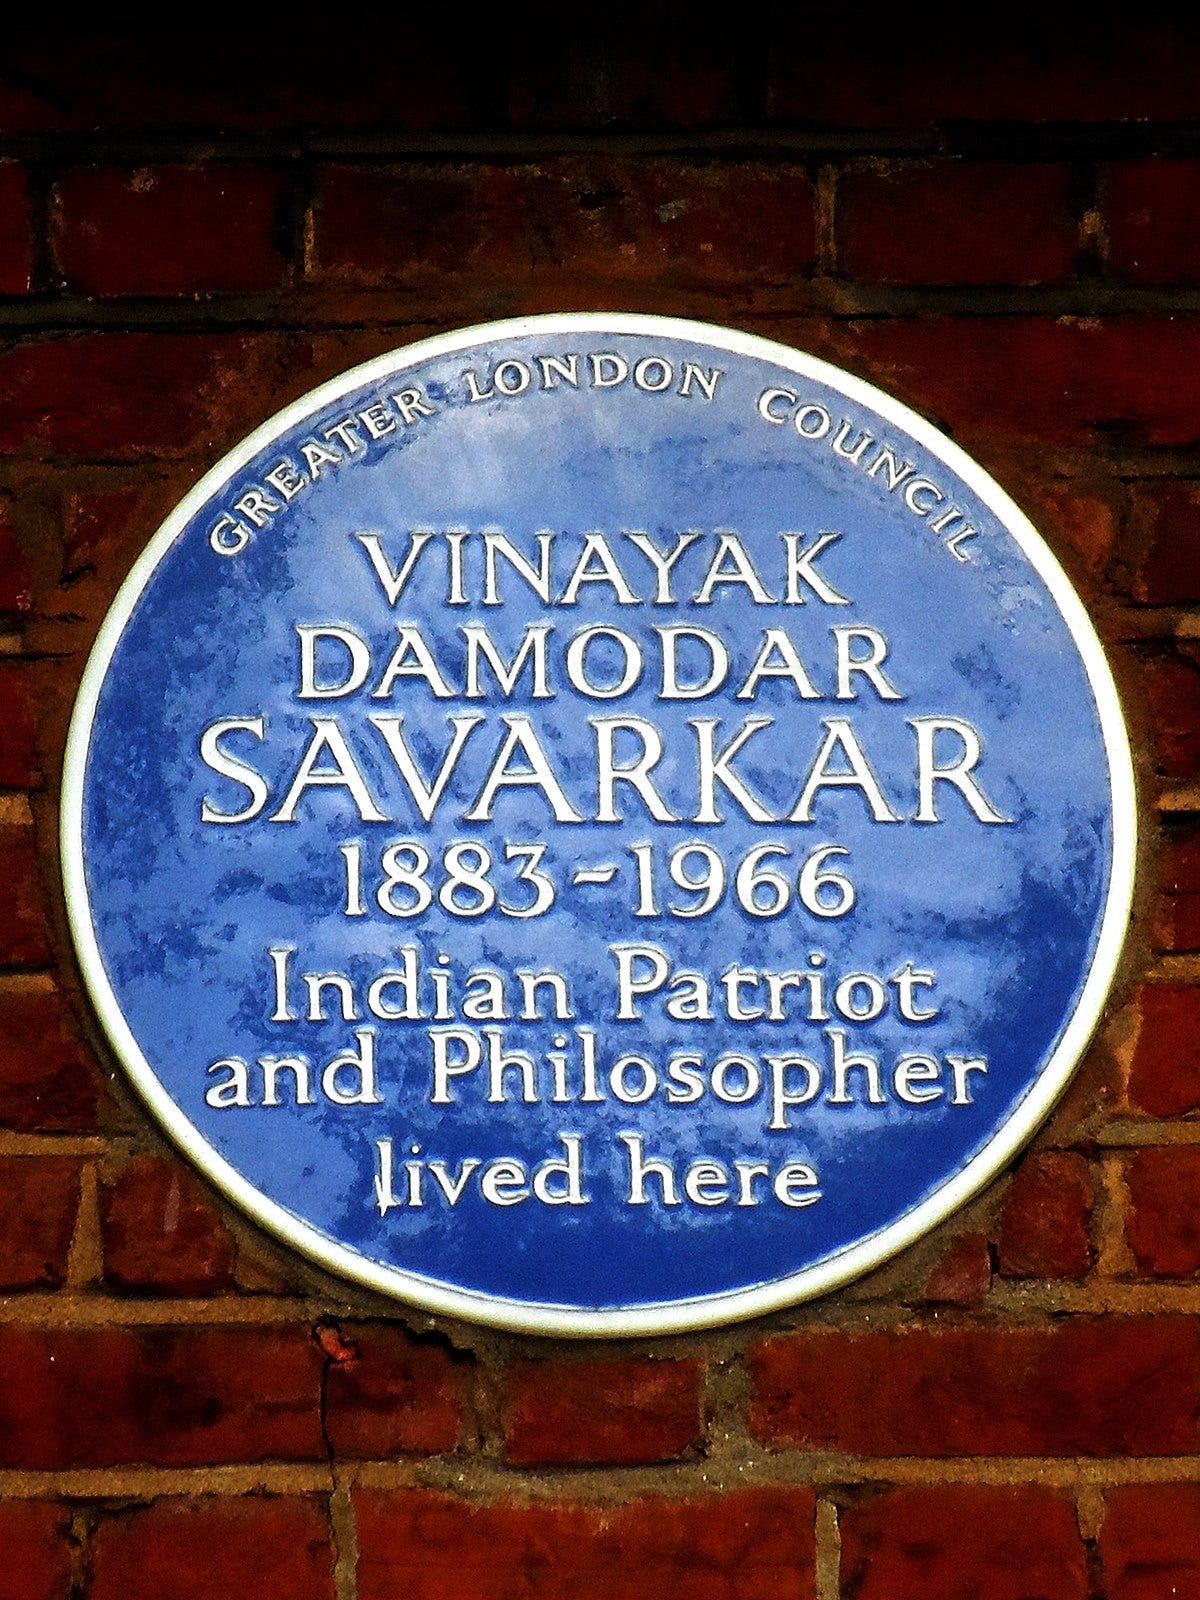 GREATER LONDON COUNCIL
VINAYAK
DAMODAR
SAVARKAR
1883-1966
Indian Patriot
and Philosopher
lived here